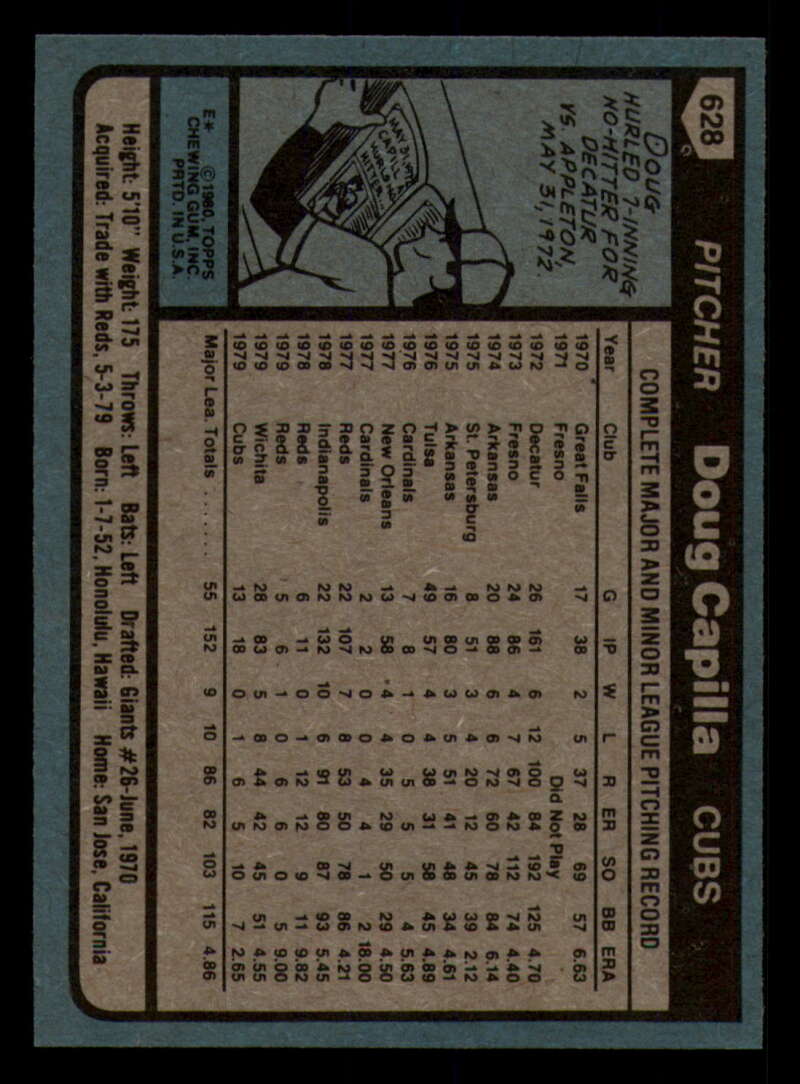 628 PITCHER Doug Capilla CUBS
DOUG
HURLED 7-INNING
NO-HITTER FOR
DECATUR
VS. APPLETON,
MAY 31, 1972
CAPILLA
HITTER...
E* © 1980, TOPPS
CHEWING GUM, INC.
PRTD. IN U.S.A.
COMPLETE MAJOR AND MINOR LEAGUE PITCHING RECORD
Year Club G IP W L R ER SO BB ERA
1970 Great Falls 17 38 2 5 37 28 69 57 6.63
1971 Fresno Did Not Play
1972 Decatur 26 161 6 12 100 84 192 125 4.70
1973 Fresno 24 86 4 7 67 42 112 74 4.40
1974 Arkansas 20 88 6 6 72 60 78 84 6.14
1975 St. Petersburg 8 51 3 4 20 12 45 39 2.12
1975 Arkansas 16 80 3 5 51 41 48 34 4.61
1976 Tulsa 49 57 4 4 38 31 58 45 4.89
1976 Cardinals 7 8 1 0 5 5 5 4 5.63
1977 New Orleans 13 58 4 4 35 29 50 29 4.50
1977 Cardinals 2 2 0 0 4 4 1 2 18.00
1977 Reds 22 107 7 8 53 50 78 86 4.21
1978 Indianapolis 22 132 10 6 91 80 87 93 5.45
1978 Reds 6 11 0 1 12 12 9 11 9.82
1979 Reds 5 6 1 0 6 6 0 5 9.00
1979 Wichita 28 83 5 8 44 42 45 51 4.55
1979 Cubs 13 18 0 1 6 5 10 7 2.65
Major Lea. Totals ....... 55 152 9 10 86 82 103 115 4.86
Height: 5'10" Weight: 175 Throws: Left Bats: Left Drafted: Giants #26-June, 1970
Acquired: Trade with Reds, 5-3-79 Born: 1-7-52, Honolulu, Hawaii Home: San Jose, California